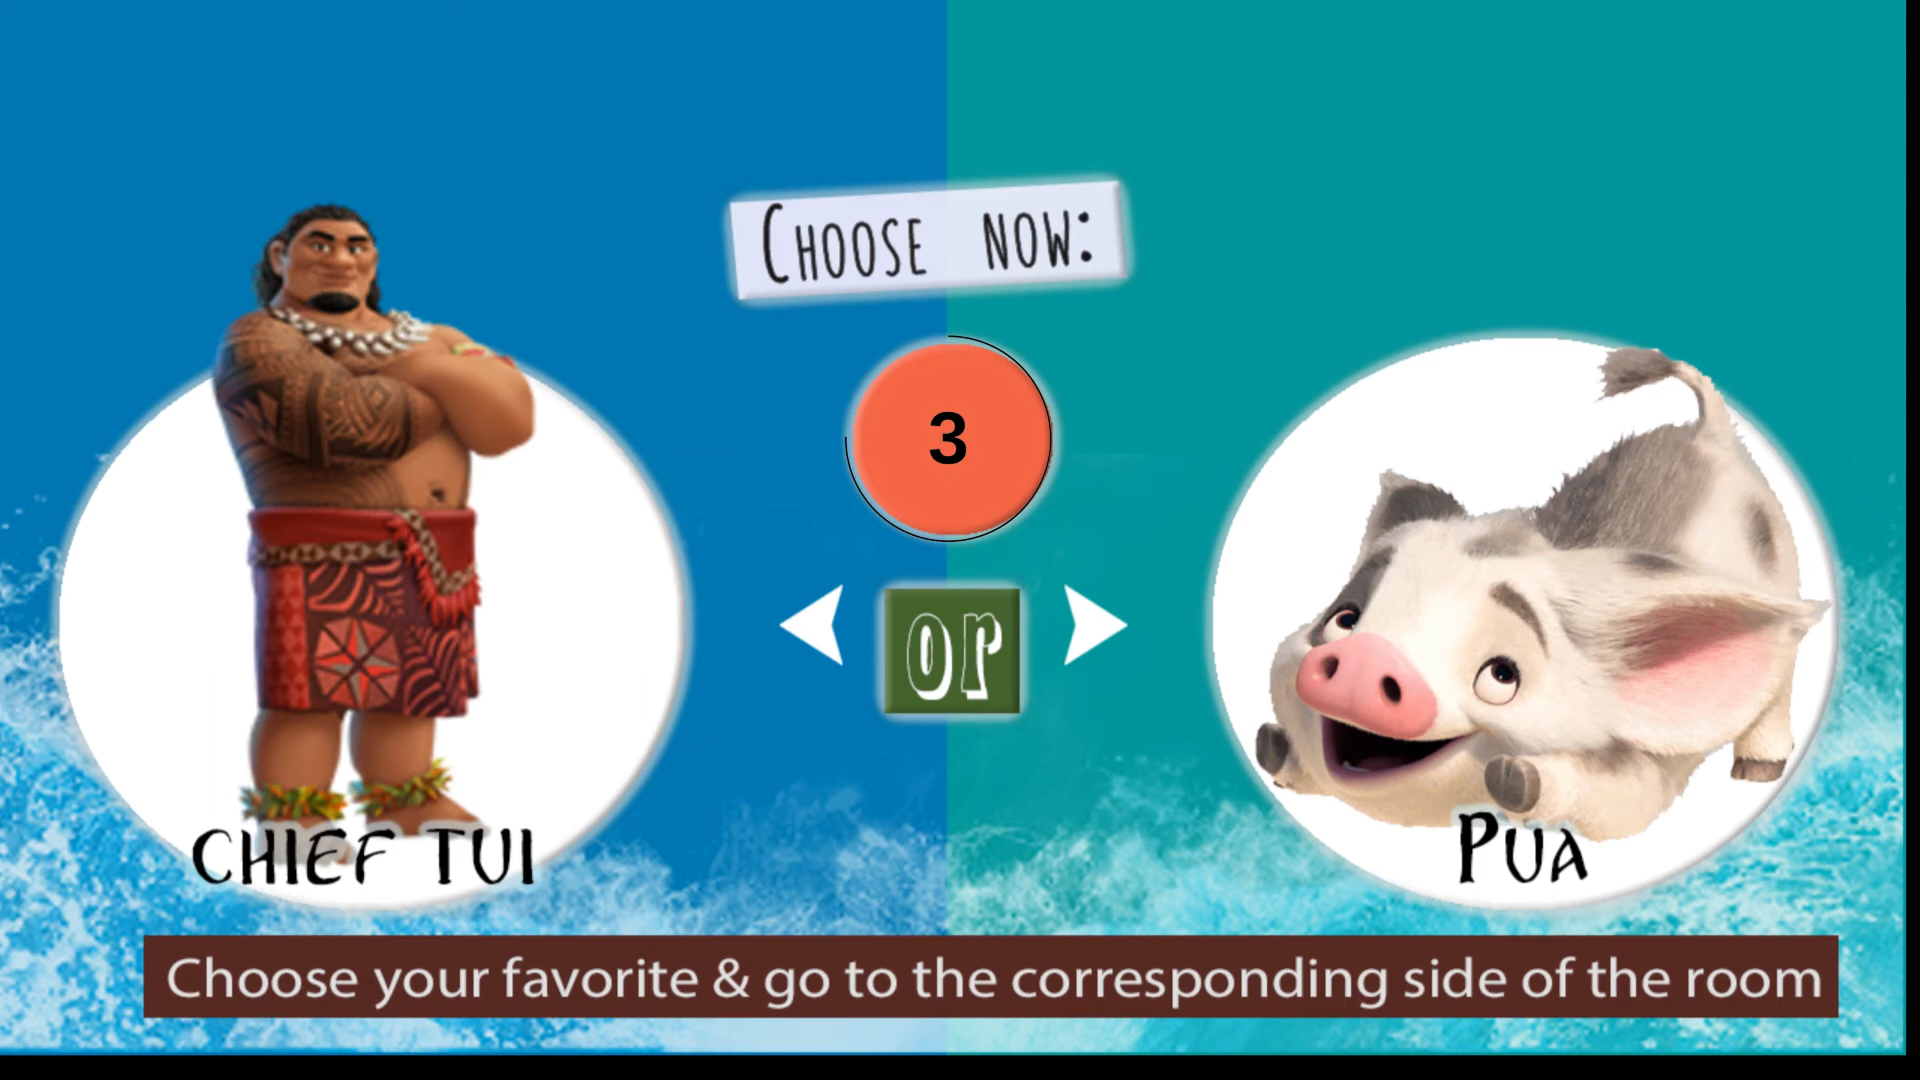 Choose now:
3
or
CHIEF TUI
PUA
Choose your favorite & go to the corresponding side of the room